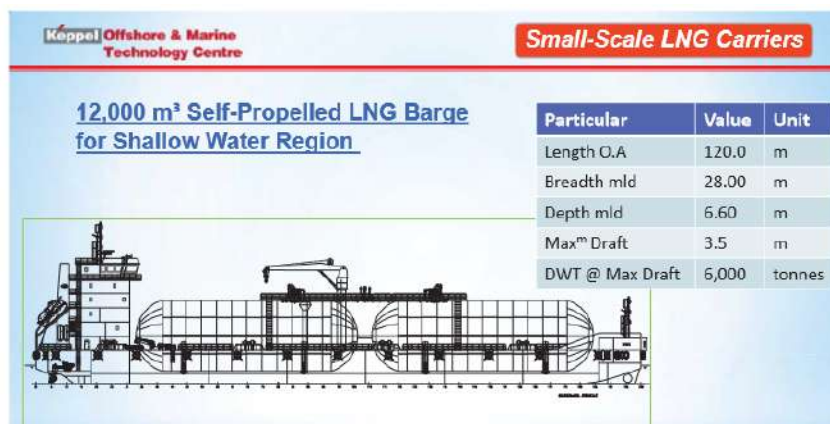 Keppel Offshore & Marine
Technology Centre
Small-Scale LNG Carriers
12,000 m³ Self-Propelled LNG Barge
for Shallow Water Region
Particular Value Unit
Length O.A 120.0 m
Breadth mld 28.00 m
Depth mld 6.60 m
Maxᵐ Draft 3.5 m
DWT @ Max Draft 6,000 tonnes